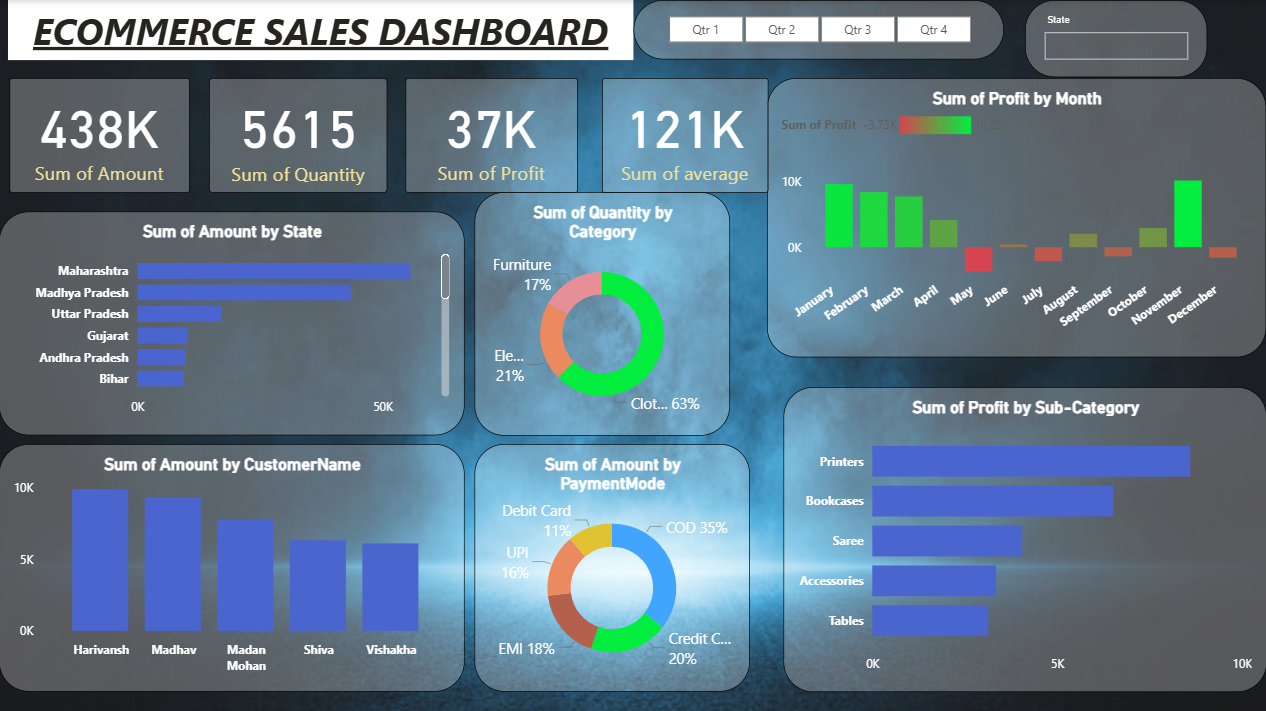 ECOMMERCE SALES DASHBOARD
Qtr 1
Qtr 2
Qtr 3
Qtr 4
State
438K
Sum of Amount
5615
Sum of Quantity
37K
Sum of Profit
121K
Sum of average
Sum of Profit by Month
Sum of Profit -3.73K
10K
0K
January
February
March
April
May
June
July
August
September
October
November
December
Sum of Amount by State
Maharashtra
Madhya Pradesh
Uttar Pradesh
Gujarat
Andhra Pradesh
Bihar
0K
50K
Sum of Quantity by
Category
Furniture
17%
Ele...
21%
Clot... 63%
Sum of Amount by CustomerName
10K
5K
0K
Harivansh
Madhav
Madan
Mohan
Shiva
Vishakha
Sum of Amount by
PaymentMode
Debit Card
11%
COD 35%
UPI
16%
EMI 18%
Credit C...
20%
Sum of Profit by Sub-Category
Printers
Bookcases
Saree
Accessories
Tables
0K
5K
10K